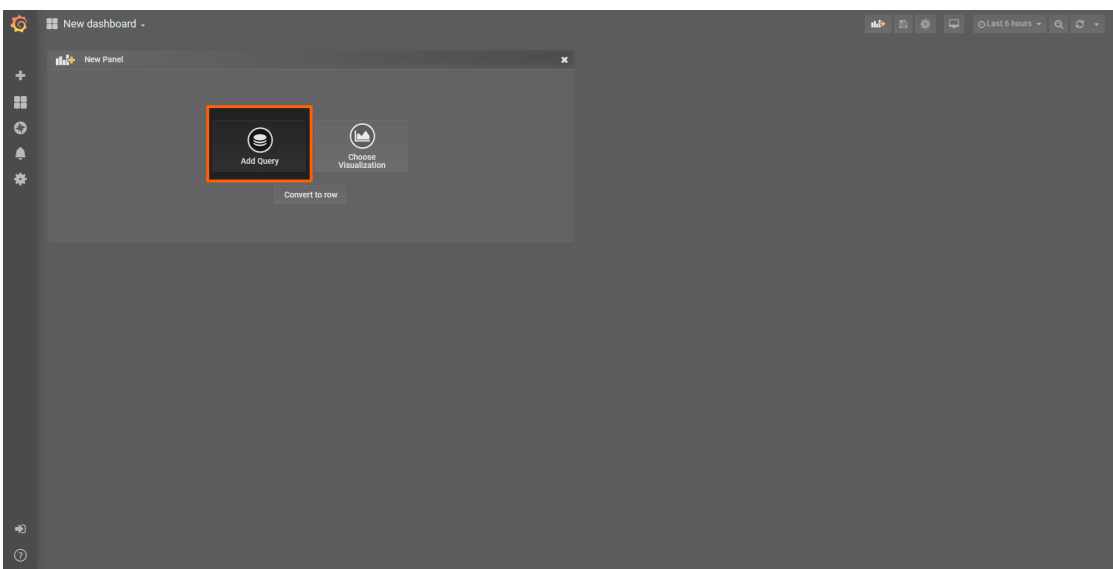 New dashboard
Last 6 hours
New Panel
Add Query
Choose
Visualization
Convert to row